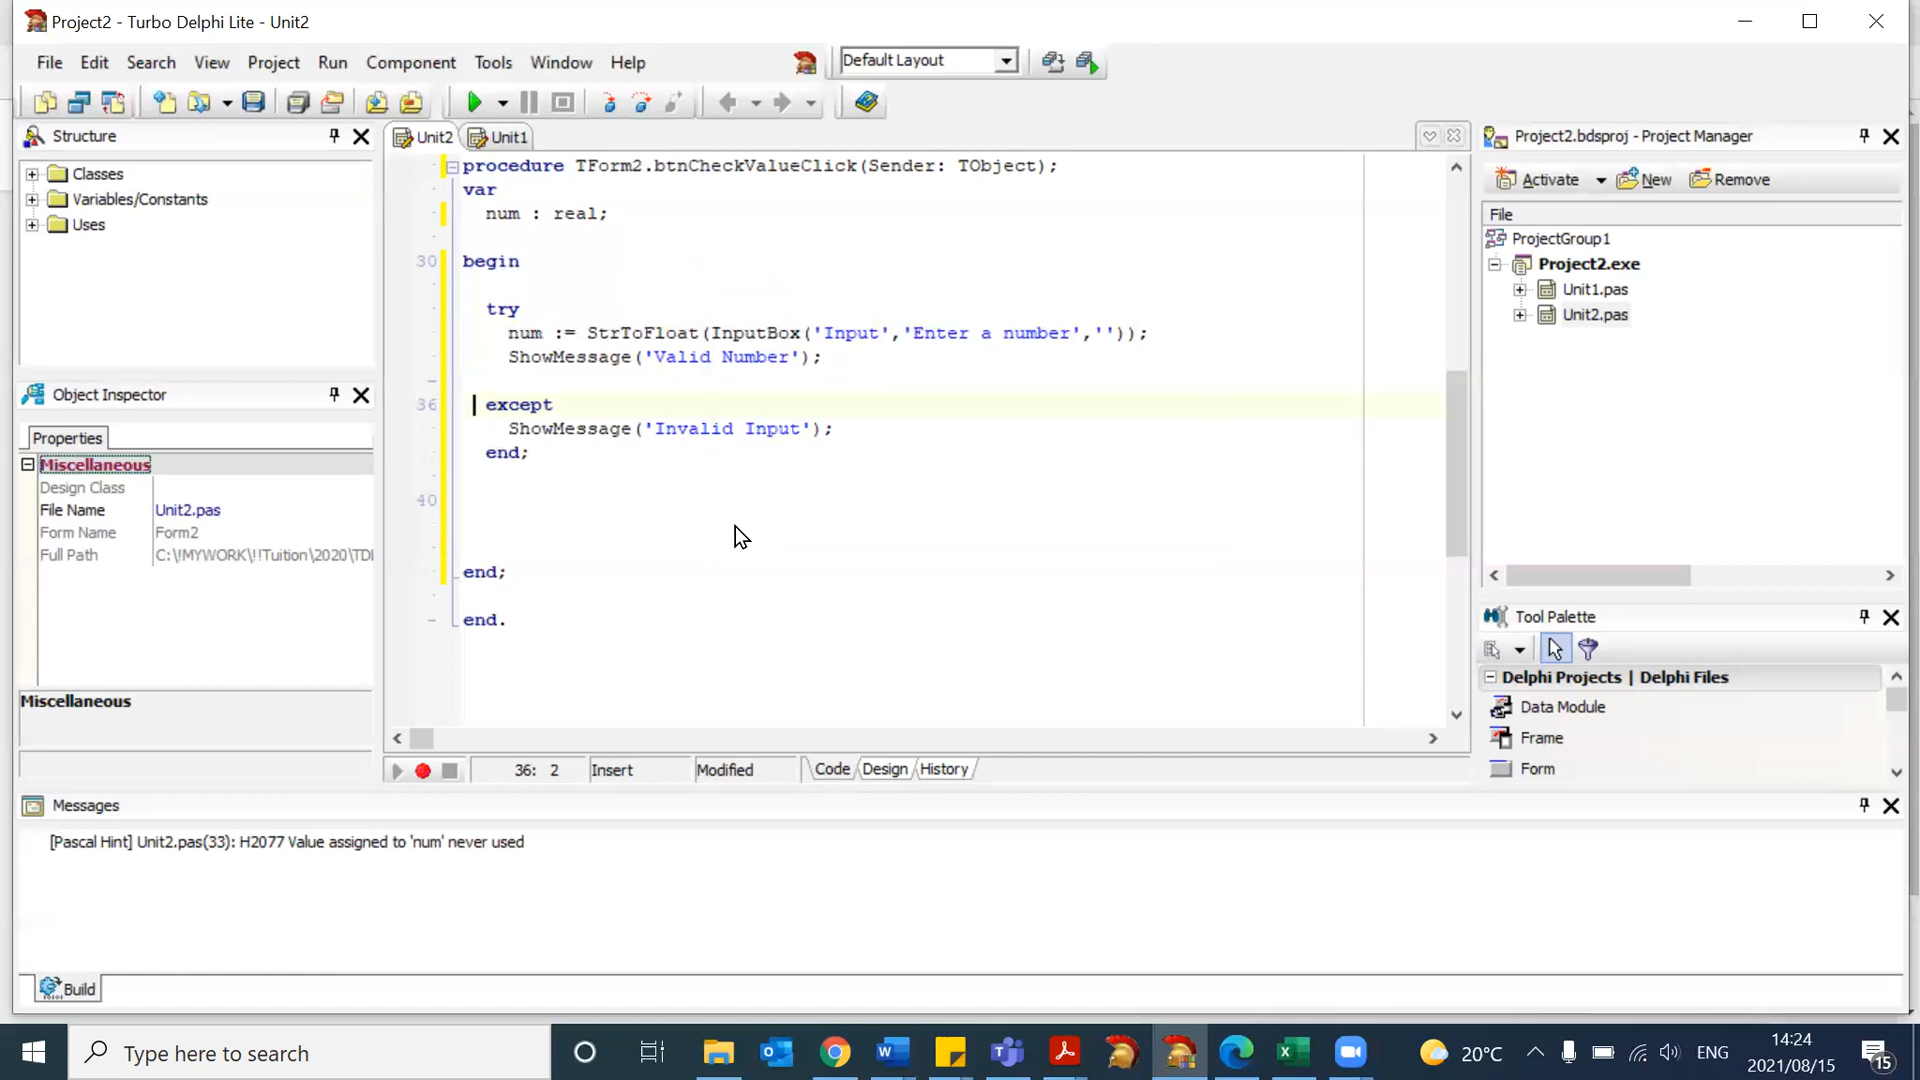 Project2 - Turbo Delphi Lite - Unit2
File Edit Search View Project Run Component Tools Window Help
Default Layout
Structure
Classes
Variables/Constants
Uses
Object Inspector
Properties
Miscellaneous
Design Class
File Name Unit2.pas
Form Name Form2
Full Path C:\!MYWORK\!!Tuition\2020\TDI
Miscellaneous
Unit2 Unit1
procedure TForm2.btnCheckValueClick(Sender: TObject);
var
num : real;
30 begin
try
num := StrToFloat(InputBox('Input','Enter a number',''));
ShowMessage('Valid Number');
36 except
ShowMessage('Invalid Input');
end;
40
end;
end.
36: 2 Insert Modified Code Design History
Project2.bdsproj - Project Manager
Activate New Remove
File
ProjectGroup1
Project2.exe
Unit1.pas
Unit2.pas
Tool Palette
Delphi Projects | Delphi Files
Data Module
Frame
Form
Messages
[Pascal Hint] Unit2.pas(33): H2077 Value assigned to 'num' never used
Build
Type here to search
20°C
ENG
14:24
2021/08/15
15